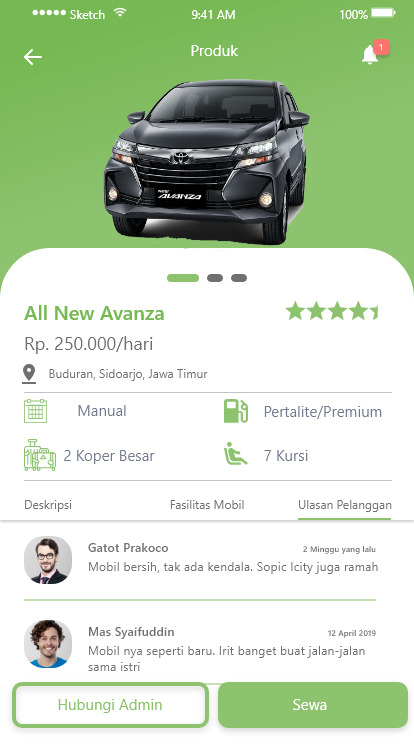 Sketch 9:41 AM 100%
Produk
1
NEW
AVANZA
All New Avanza
Rp. 250.000/hari
Buduran, Sidoarjo, Jawa Timur
Manual Pertalite/Premium
2 Koper Besar 7 Kursi
Deskripsi Fasilitas Mobil Ulasan Pelanggan
Gatot Prakoco 2 Minggu yang lalu
Mobil bersih, tak ada kendala. Sopic lcity juga ramah
Mas Syaifuddin 12 April 2019
Mobil nya seperti baru. Irit banget buat jalan-jalan
sama istri
Hubungi Admin Sewa